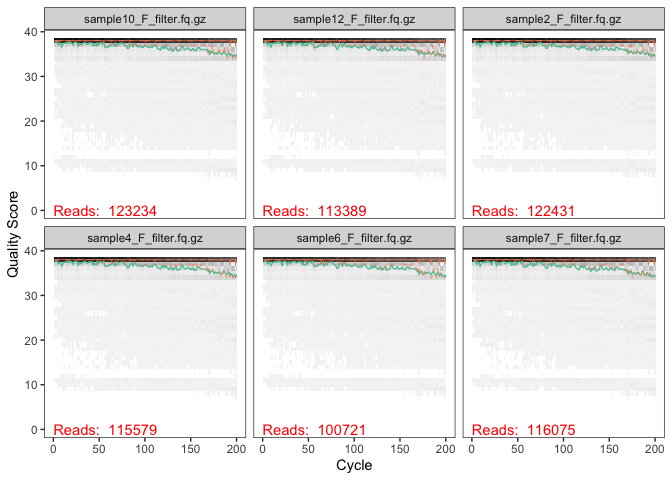 sample10_F_filter.fq.gz sample12_F_filter.fq.gz sample2_F_filter.fq.gz
40
30
20
10
0
Reads: 123234 Reads: 113389 Reads: 122431
Quality Score
sample4_F_filter.fq.gz sample6_F_filter.fq.gz sample7_F_filter.fq.gz
40
30
20
10
0
Reads: 115579 Reads: 100721 Reads: 116075
0 50 100 150 200 0 50 100 150 200 0 50 100 150 200
Cycle